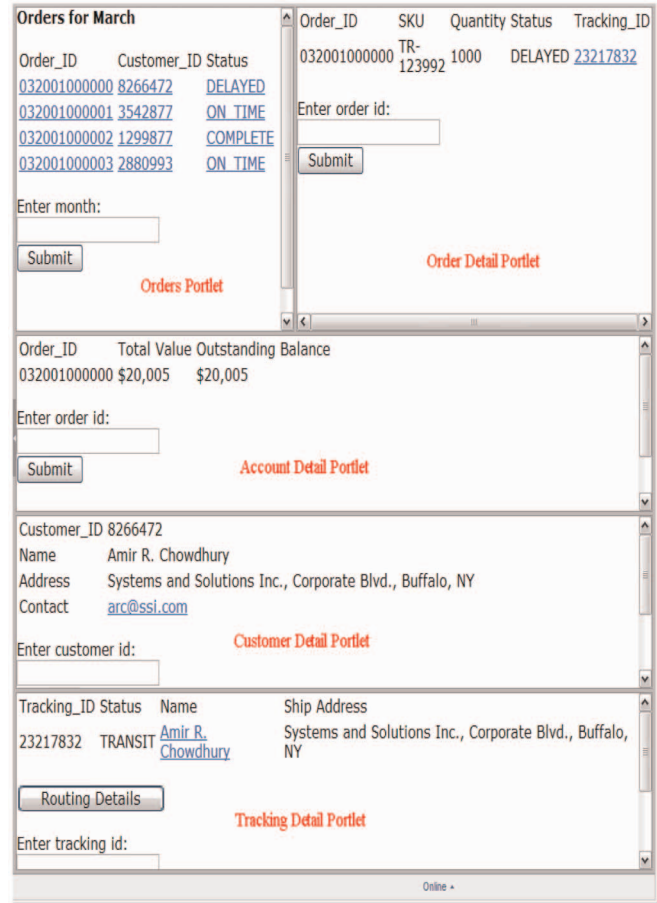 Orders for March
Order_ID Customer_ID Status
032001000000 8266472 DELAYED
032001000001 3542877 ON TIME
032001000002 1299877 COMPLETE
032001000003 2880993 ON TIME
Enter month:
Submit
Orders Portlet
Order_ID SKU Quantity Status Tracking_ID
032001000000 TR-123992 1000 DELAYED 23217832
Enter order id:
Submit
Order Detail Portlet
Order_ID Total Value Outstanding Balance
032001000000 $20,005 $20,005
Enter order id:
Submit
Account Detail Portlet
Customer_ID 8266472
Name Amir R. Chowdhury
Address Systems and Solutions Inc., Corporate Blvd., Buffalo, NY
Contact arc@ssi.com
Enter customer id:
Customer Detail Portlet
Tracking_ID Status Name Ship Address
23217832 TRANSIT Amir R. Chowdhury Systems and Solutions Inc., Corporate Blvd., Buffalo, NY
Routing Details
Tracking Detail Portlet
Enter tracking id:
Online